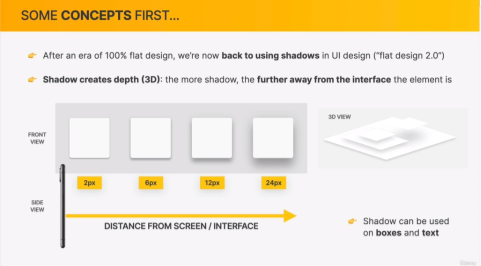 SOME CONCEPTS FIRST...
After an era of 100% flat design, we're now back to using shadows in UI design ("flat design 2.0")
Shadow creates depth (3D): the more shadow, the further away from the interface the element is
FRONT
VIEW
3D VIEW
2px
6px
12px
24px
SIDE
VIEW
DISTANCE FROM SCREEN / INTERFACE
Shadow can be used
on boxes and text